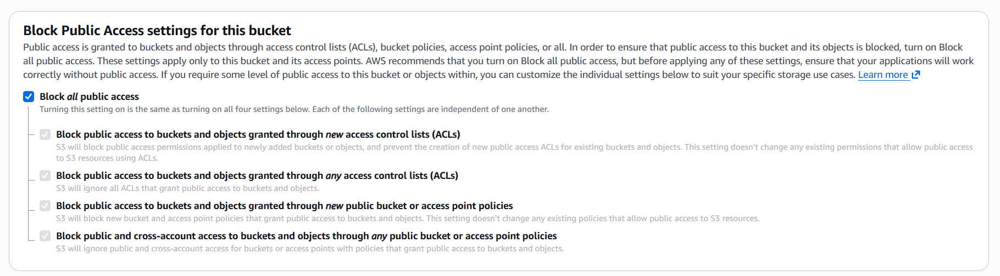 Block Public Access settings for this bucket
Public access is granted to buckets and objects through access control lists (ACLs), bucket policies, access point policies, or all. In order to ensure that public access to this bucket and its objects is blocked, turn on Block
all public access. These settings apply only to this bucket and its access points. AWS recommends that you turn on Block all public access, but before applying any of these settings, ensure that your applications will work
correctly without public access. If you require some level of public access to this bucket or objects within, you can customize the individual settings below to suit your specific storage use cases. Learn more
Block all public access
Turning this setting on is the same as turning on all four settings below. Each of the following settings are independent of one another.
Block public access to buckets and objects granted through new access control lists (ACLs)
S3 will block public access permissions applied to newly added buckets or objects, and prevent the creation of new public access ACLs for existing buckets and objects. This setting doesn't change any existing permissions that allow public access
to S3 resources using ACLs.
Block public access to buckets and objects granted through any access control lists (ACLs)
S3 will ignore all ACLs that grant public access to buckets and objects.
Block public access to buckets and objects granted through new public bucket or access point policies
S3 will block new bucket and access point policies that grant public access to buckets and objects. This setting doesn't change any existing policies that allow public access to S3 resources.
Block public and cross-account access to buckets and objects through any public bucket or access point policies
S3 will ignore public and cross-account access for buckets or access points with policies that grant public access to buckets and objects.